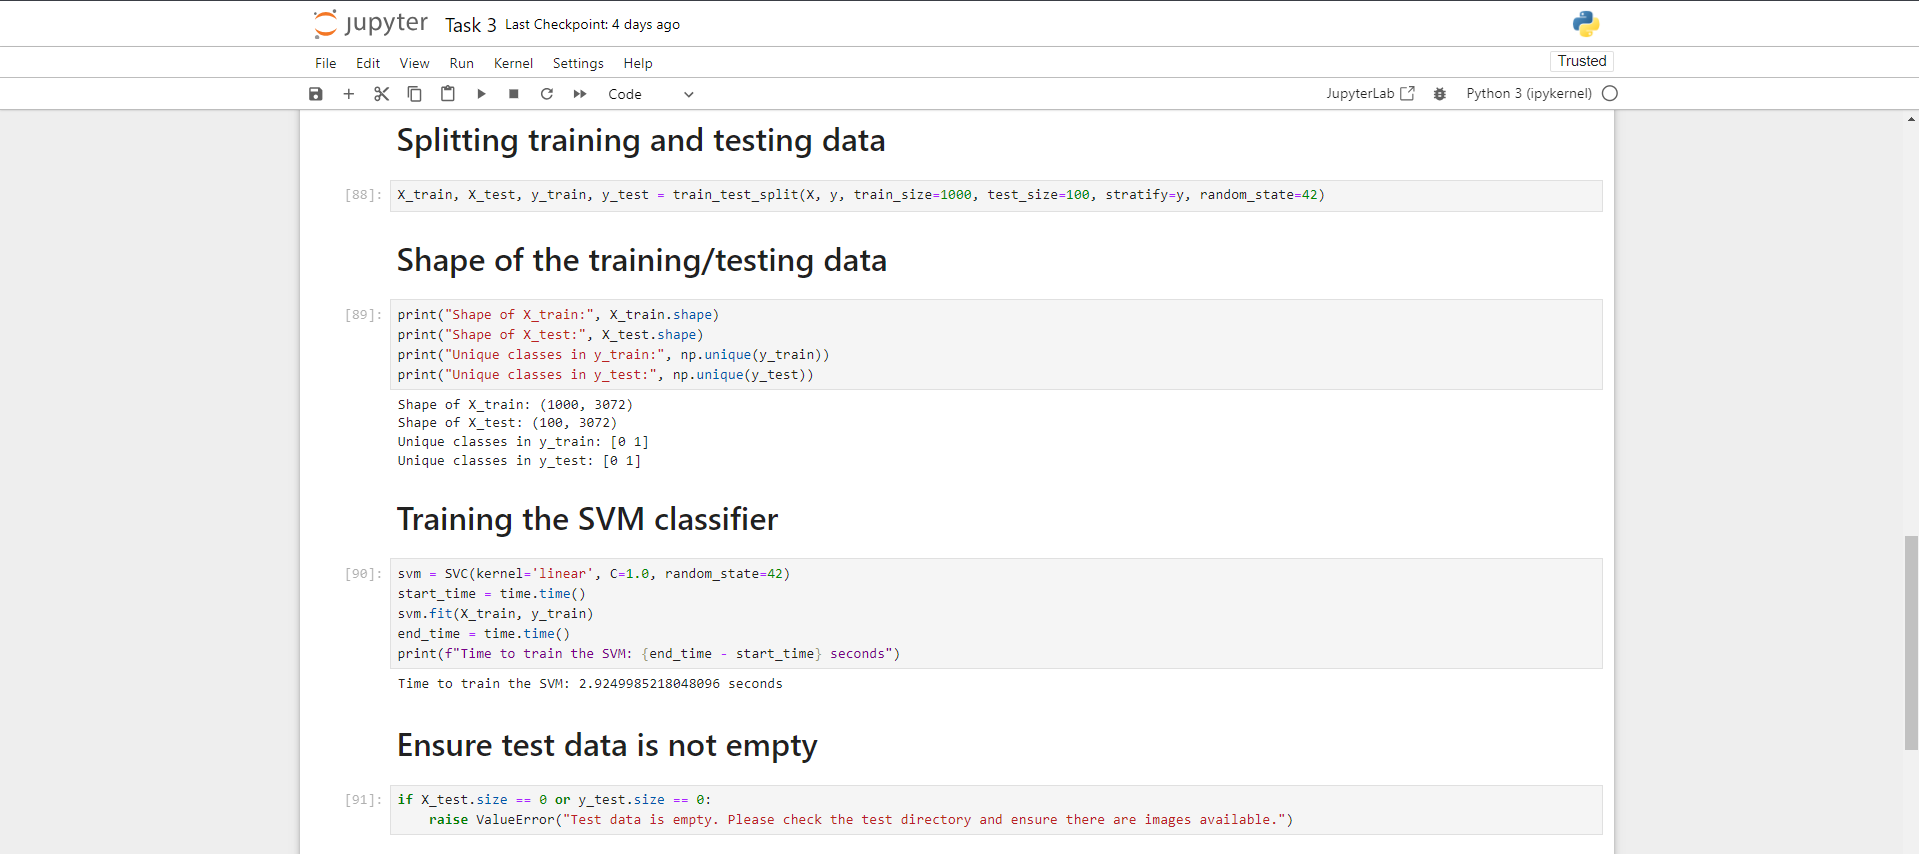 jupyter Task 3 Last Checkpoint: 4 days ago
File Edit View Run Kernel Settings Help
Trusted
Code
JupyterLab Python 3 (ipykernel)
Splitting training and testing data
[88]: X_train, X_test, y_train, y_test = train_test_split(X, y, train_size=1000, test_size=100, stratify=y, random_state=42)
Shape of the training/testing data
[89]: print("Shape of X_train:", X_train.shape)
print("Shape of X_test:", X_test.shape)
print("Unique classes in y_train:", np.unique(y_train))
print("Unique classes in y_test:", np.unique(y_test))
Shape of X_train: (1000, 3072)
Shape of X_test: (100, 3072)
Unique classes in y_train: [0 1]
Unique classes in y_test: [0 1]
Training the SVM classifier
[90]: svm = SVC(kernel='linear', C=1.0, random_state=42)
start_time = time.time()
svm.fit(X_train, y_train)
end_time = time.time()
print(f"Time to train the SVM: {end_time - start_time} seconds")
Time to train the SVM: 2.9249985218048096 seconds
Ensure test data is not empty
[91]: if X_test.size == 0 or y_test.size == 0:
    raise ValueError("Test data is empty. Please check the test directory and ensure there are images available.")